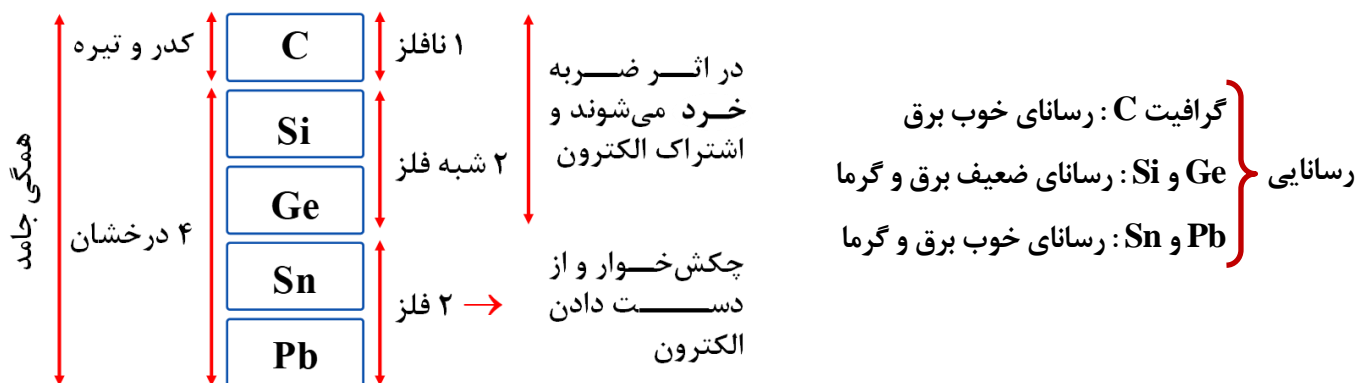 رسانایی
گرافیت C : رسانای خوب برق
Ge و Si : رسانای ضعیف برق و گرما
Pb و Sn : رسانای خوب برق و گرما
در اثر ضربه
خرد می‌شوند و
اشتراک الکترون
چکش‌خوار و از
دست دادن
الکترون
۱ نافلز
۲ شبه فلز
۲ فلز →
C
Si
Ge
Sn
Pb
کدر و تیره
۴ درخشان
همگی جامد